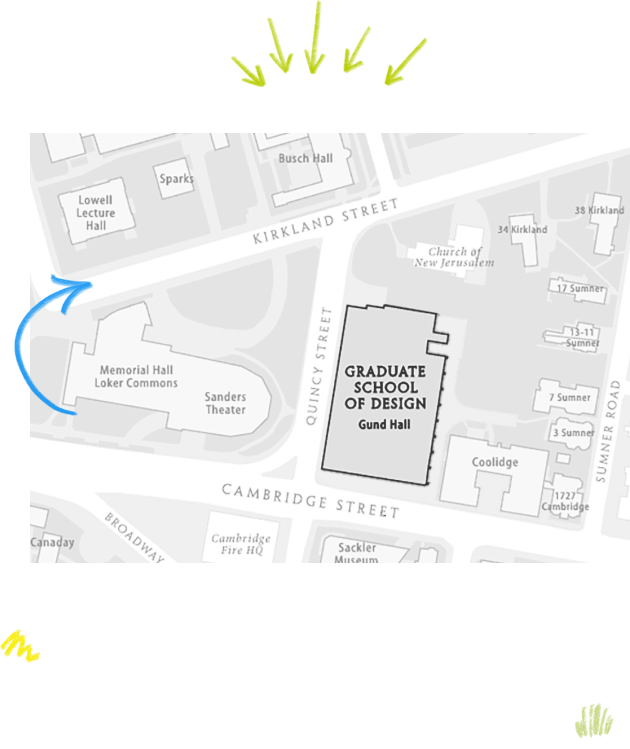 Busch Hall
Sparks
Lowell
Lecture
Hall
KIRKLAND STREET
38 Kirkland
34 Kirkland
Church of
New Jerusalem
17 Sumner
13-11
Sumner
QUINCY STREET
Memorial Hall
Loker Commons
Sanders
Theater
GRADUATE
SCHOOL
OF DESIGN
Gund Hall
7 Sumner
SUMNER ROAD
3 Sumner
Coolidge
1727
Cambridge
CAMBRIDGE STREET
BROADWAY
Canaday
Cambridge
Fire HQ
Sackler
Museum